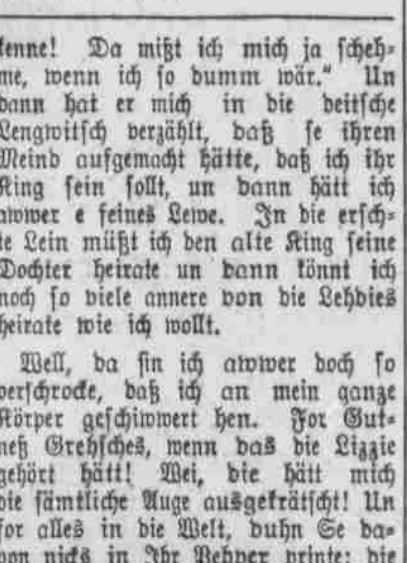 kenne! Da mißt ich mich ja scheh-
me, wenn ich so dumm wär.“ Un
dann hat er mich in die deitsche
Lengwitsch verzählt, daß se ihren
Meind aufgemacht hätte, daß ich ihr
King sein sollt, un dann hätt ich
awwer e feines Lewe. In die ersch-
te Lein müßt ich den alte King seine
Dochter heirate un dann könnt ich
noch so viele annere von die Lehdies
heirate wie ich wollt.
Well, da sin ich awwer doch so
verschrocke, daß ich an mein ganze
Körper geschiwwert hen. For Gut-
neß Grehsches, wenn das die Lizzie
gehört hätt! Wei, die hätt mich
die sämtliche Auge ausgekrätscht! Un
for alles in die Welt, duhn Se da-
von nicks in Ihr Pehper printe; die